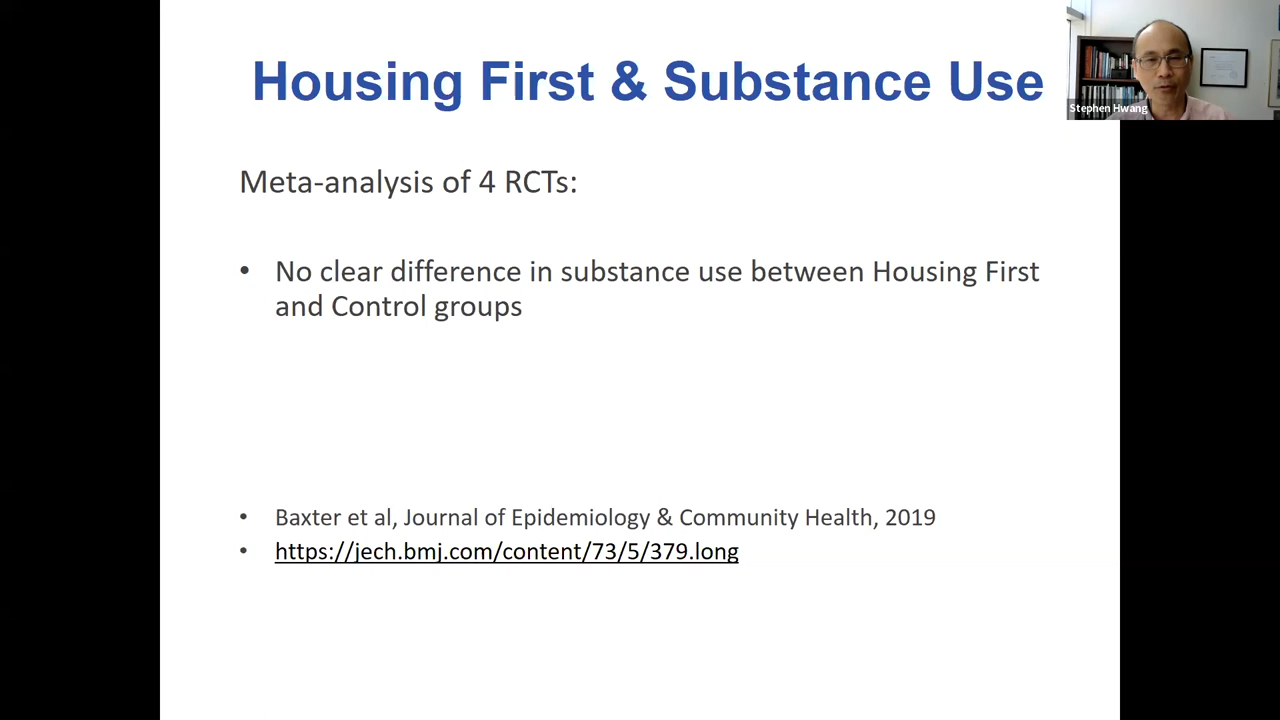 Housing First & Substance Use
Stephen Hwang
Meta-analysis of 4 RCTs:
• No clear difference in substance use between Housing First
and Control groups
• Baxter et al, Journal of Epidemiology & Community Health, 2019
• https://jech.bmj.com/content/73/5/379.long